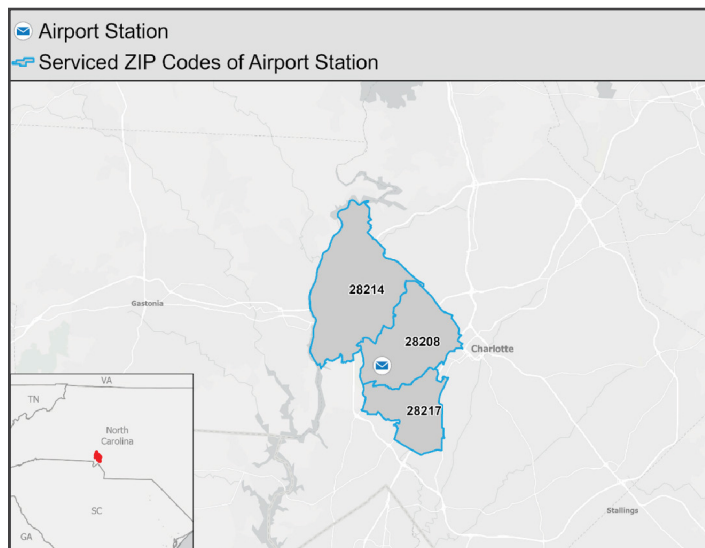 Airport Station
Serviced ZIP Codes of Airport Station
28214
Gastonia
28208
Charlotte
28217
VA
TN
North
Carolina
SC
GA
Stallings